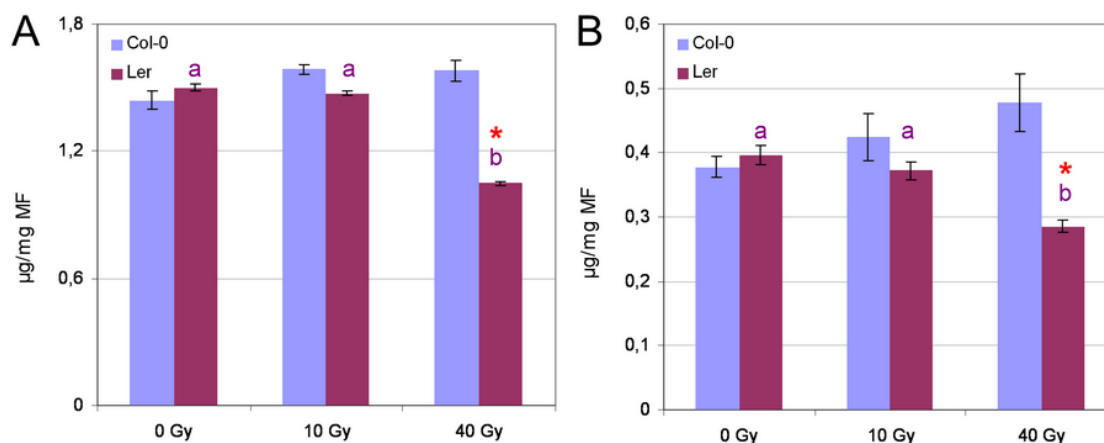 A
1,8
Col-0
Ler
a
a
*
b
1,2
µg/mg MF
0,6
0
0 Gy
10 Gy
40 Gy
B
0,6
Col-0
Ler
0,5
a
a
0,4
*
b
µg/mg MF
0,3
0,2
0,1
0
0 Gy
10 Gy
40 Gy